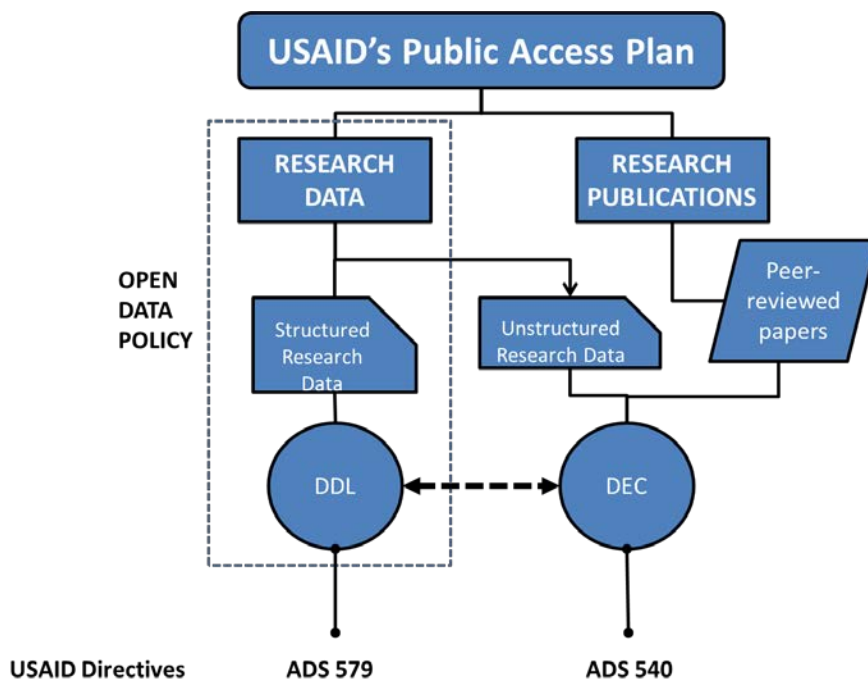 USAID's Public Access Plan
RESEARCH
DATA
RESEARCH
PUBLICATIONS
OPEN
DATA
POLICY
Structured
Research
Data
Unstructured
Research Data
Peer-
reviewed
papers
DDL
DEC
USAID Directives
ADS 579
ADS 540